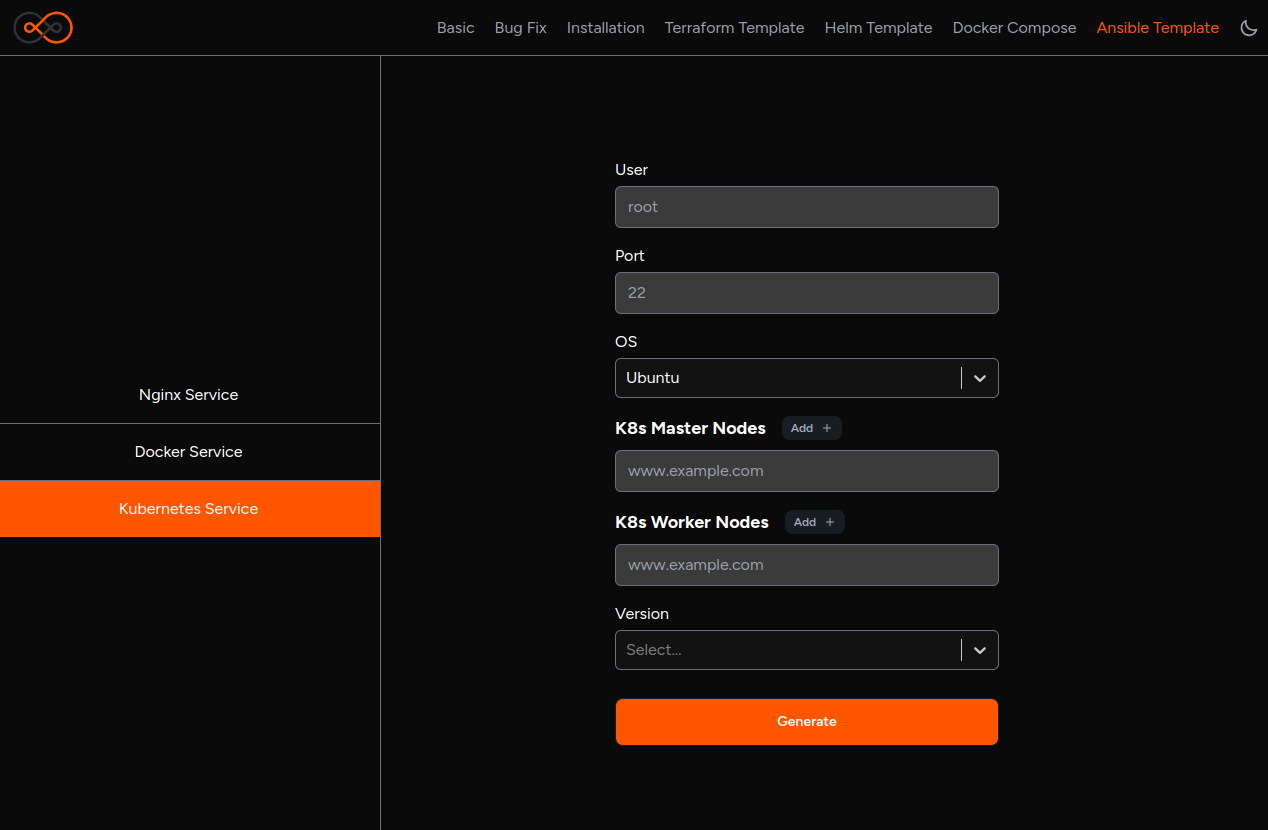 Basic Bug Fix Installation Terraform Template Helm Template Docker Compose Ansible Template
Nginx Service
Docker Service
Kubernetes Service
User
root
Port
22
OS
Ubuntu
K8s Master Nodes Add +
www.example.com
K8s Worker Nodes Add +
www.example.com
Version
Select...
Generate